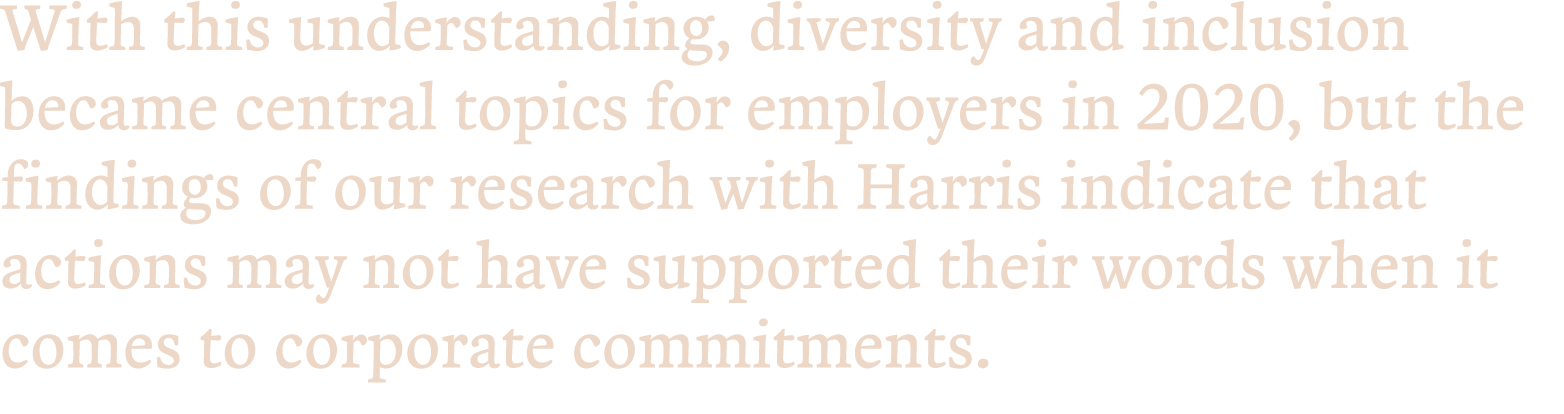 With this understanding, diversity and inclusion
became central topics for employers in 2020, but the
findings of our research with Harris indicate that
actions may not have supported their words when it
comes to corporate commitments.